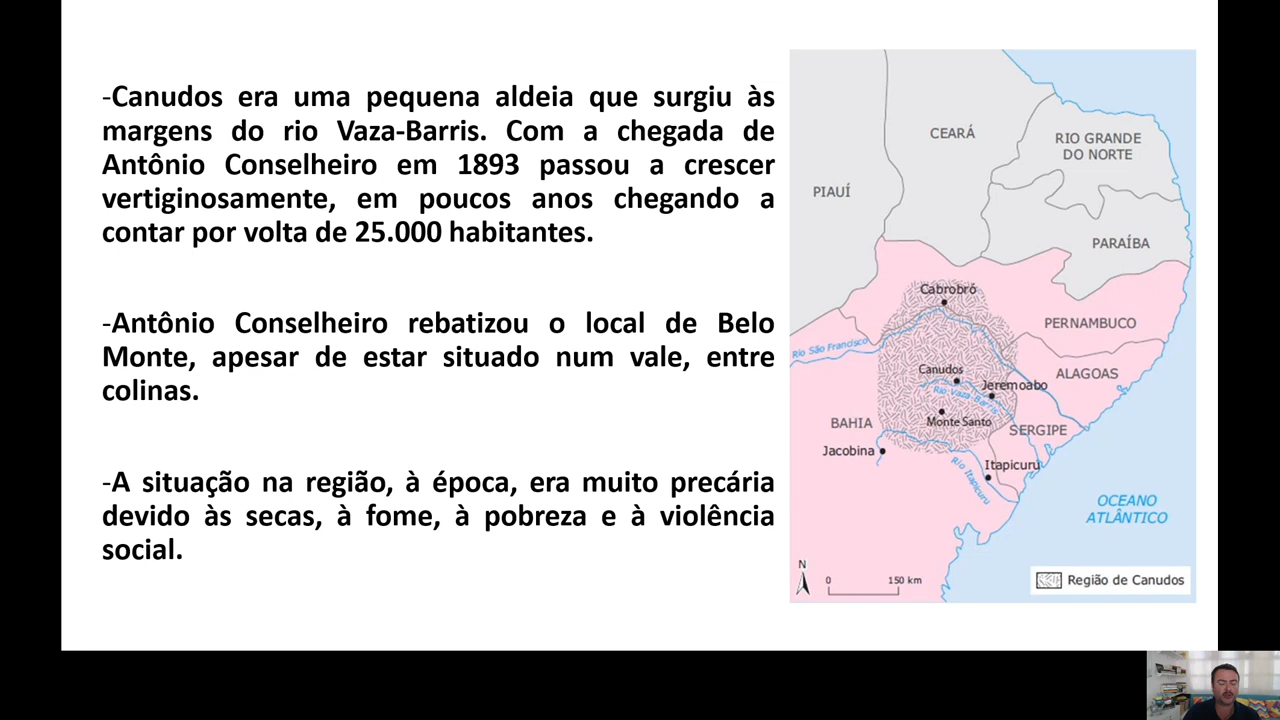 -Canudos era uma pequena aldeia que surgiu às
margens do rio Vaza-Barris. Com a chegada de
Antônio Conselheiro em 1893 passou a crescer
vertiginosamente, em poucos anos chegando a
contar por volta de 25.000 habitantes.
-Antônio Conselheiro rebatizou o local de Belo
Monte, apesar de estar situado num vale, entre
colinas.
-A situação na região, à época, era muito precária
devido às secas, à fome, à pobreza e à violência
social.
CEARÁ
RIO GRANDE
DO NORTE
PIAUÍ
PARAÍBA
Cabrobró
PERNAMBUCO
Rio São Francisco
Canudos
ALAGOAS
Jeremoabo
Rio Vaza-Barris
BAHIA
Monte Santo
SERGIPE
Jacobina
Itapicuru
Rio Itapicuru
OCEANO
ATLÂNTICO
N
0 150 km
Região de Canudos